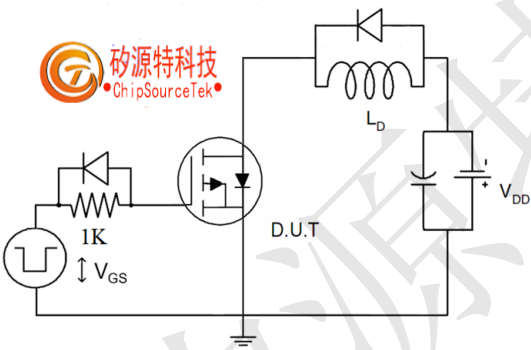 矽源特科技
•ChipSourceTek•
LD
1K
VGS
D.U.T
VDD
-
+